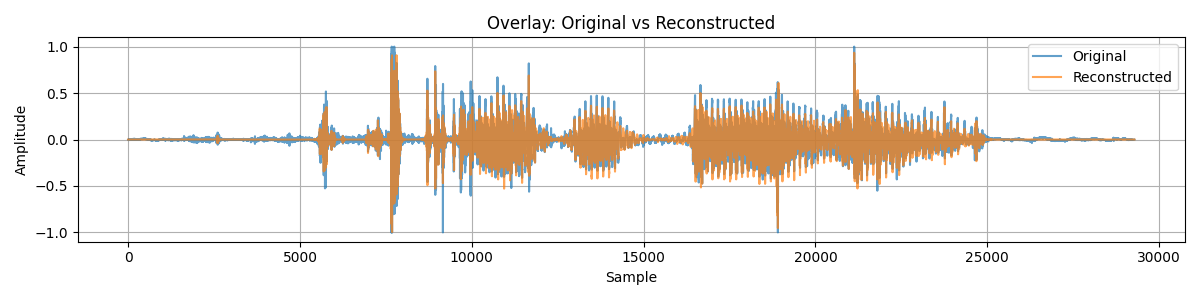 Overlay: Original vs Reconstructed
1.0
0.5
0.0
−0.5
−1.0
Amplitude
Original
Reconstructed
0
5000
10000
15000
20000
25000
30000
Sample